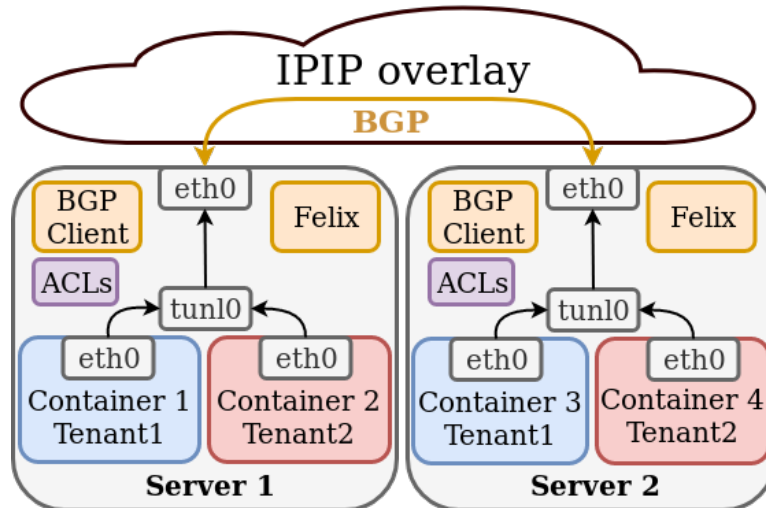 IPIP overlay
BGP
eth0
eth0
BGP
Client
Felix
BGP
Client
Felix
ACLs
ACLs
tunl0
tunl0
eth0
eth0
eth0
eth0
Container 1
Tenant1
Container 2
Tenant2
Container 3
Tenant1
Container 4
Tenant2
Server 1
Server 2